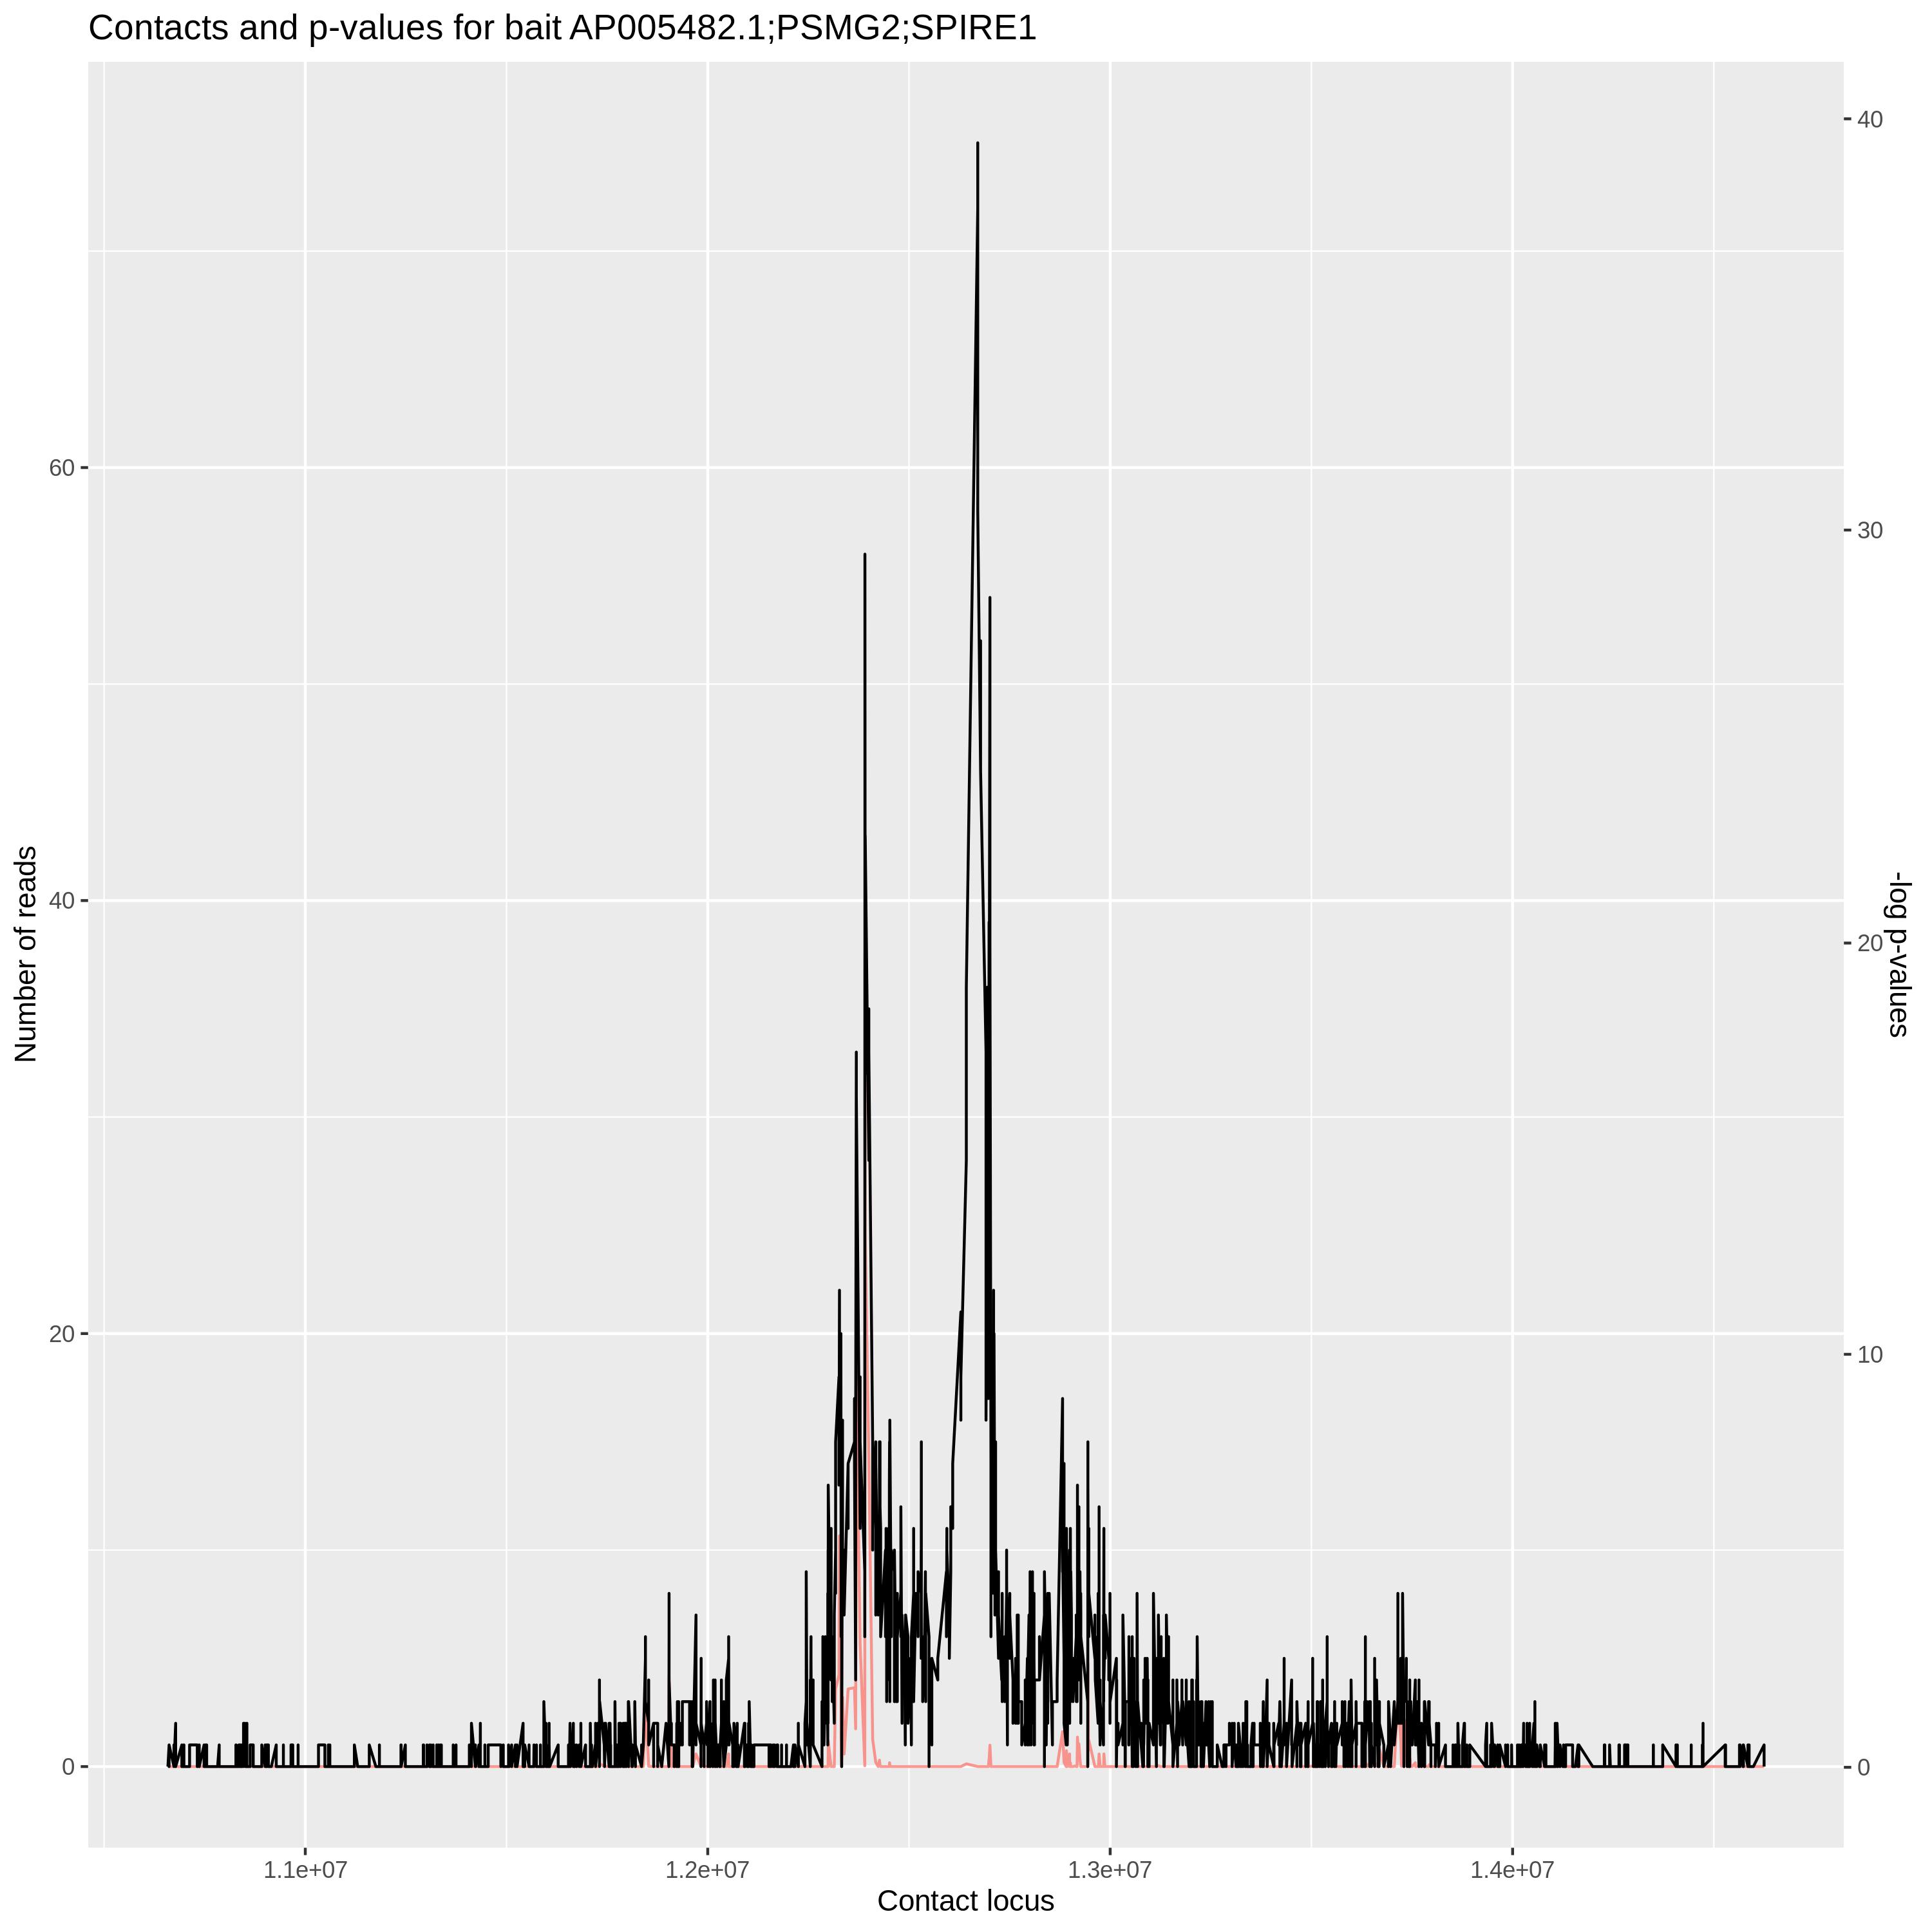 Contacts and p-values for bait AP005482.1;PSMG2;SPIRE1
Number of reads
60
40
20
0
40
30
20
10
0
-log p-values
1.1e+07
1.2e+07
1.3e+07
1.4e+07
Contact locus